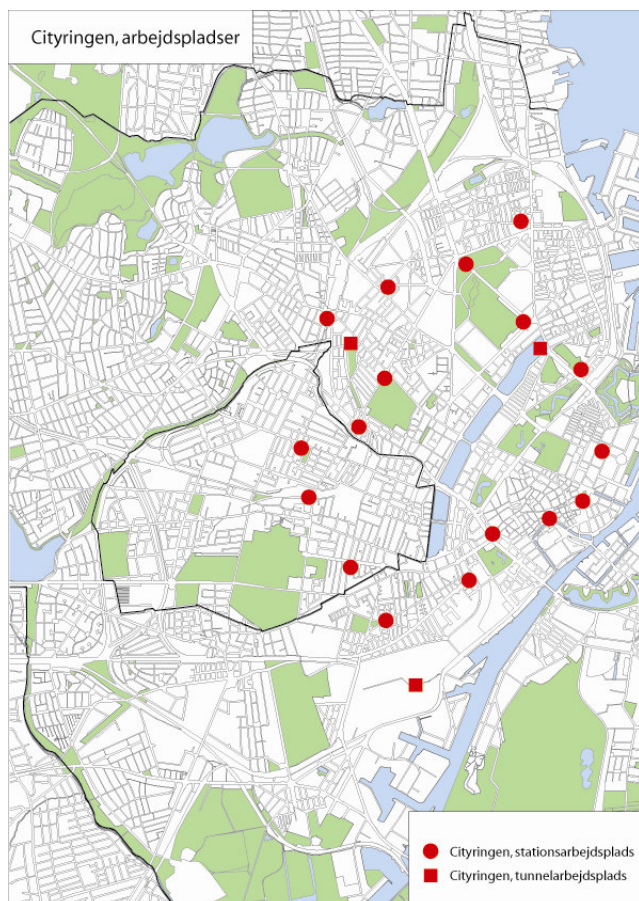 Cityringen, arbejdspladser
Cityringen, stationsarbejdsplads
Cityringen, tunnelarbejdsplads